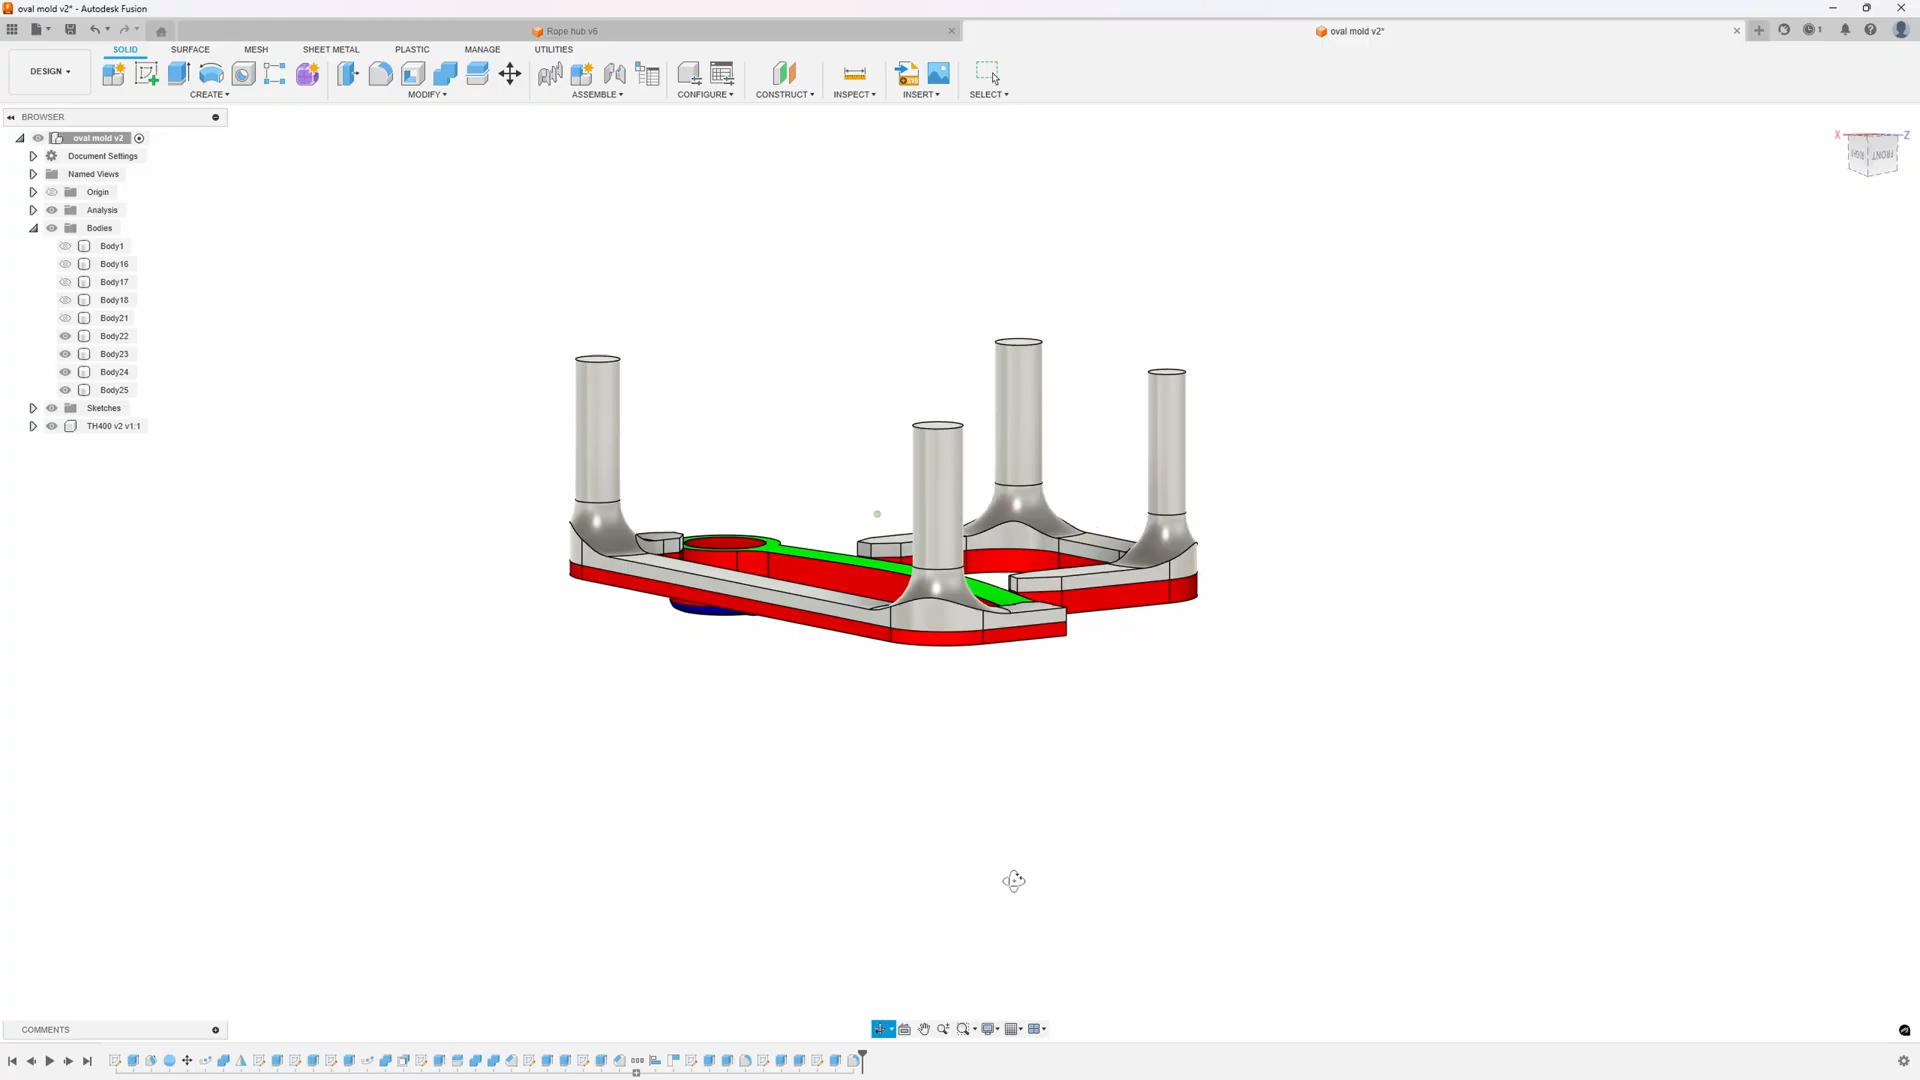 oval mold v2* - Autodesk Fusion
Rope hub v6
oval mold v2*
1
DESIGN
SOLID
SURFACE
MESH
SHEET METAL
PLASTIC
MANAGE
UTILITIES
CREATE
MODIFY
ASSEMBLE
CONFIGURE
CONSTRUCT
INSPECT
INSERT
SELECT
BROWSER
oval mold v2
Document Settings
Named Views
Origin
Analysis
Bodies
Body1
Body16
Body17
Body18
Body21
Body22
Body23
Body24
Body25
Sketches
TH400 v2 v1:1
X
Z
RIGHT
FRONT
COMMENTS